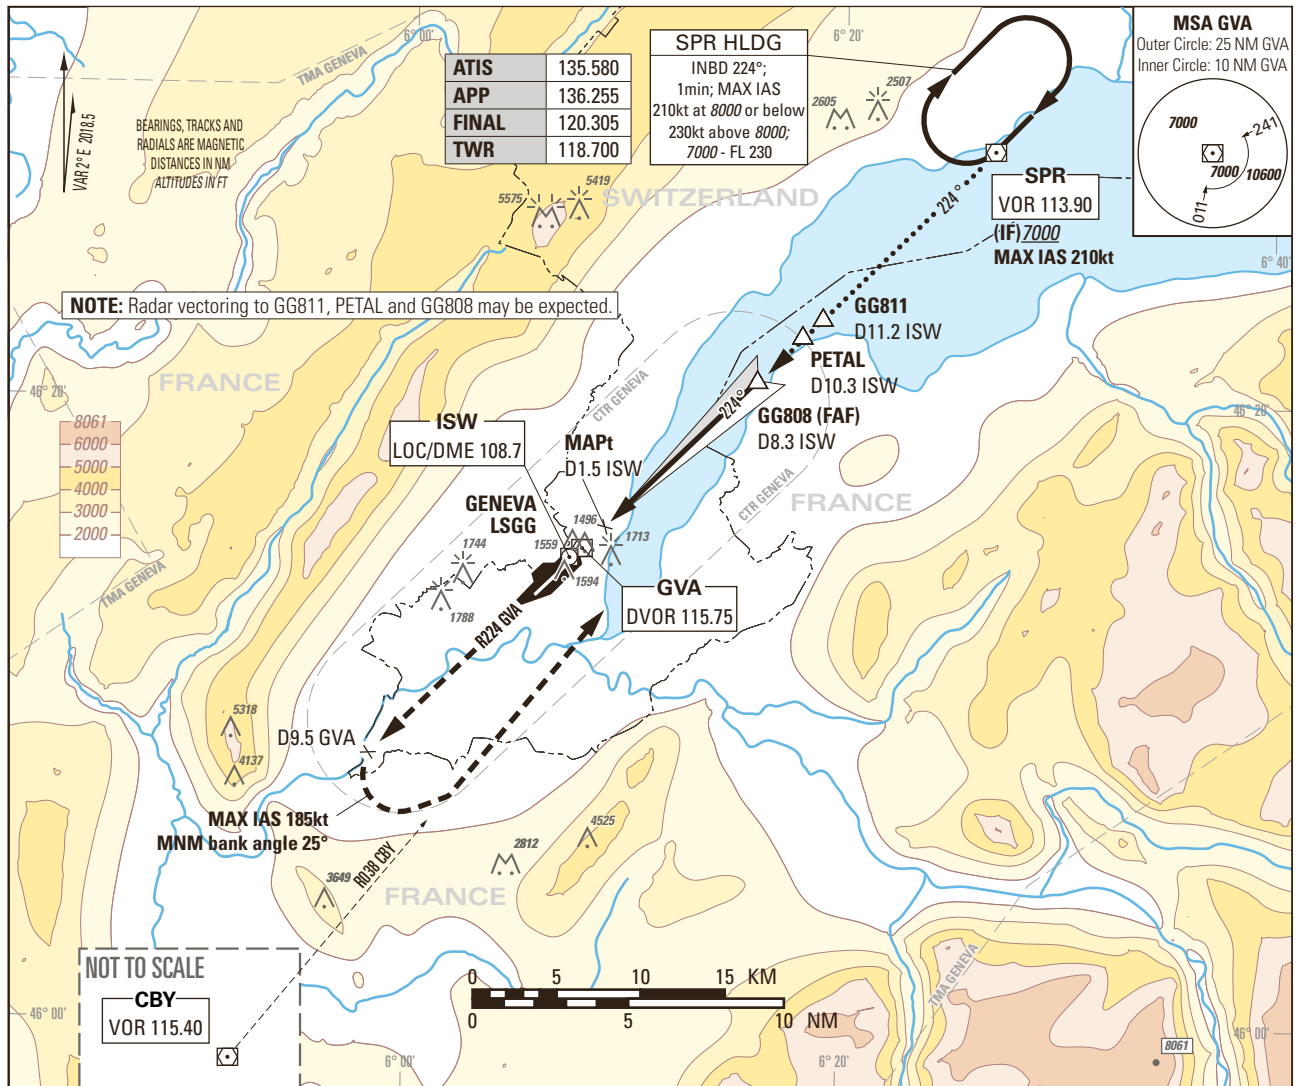 6° 00'
6° 20'
TMA GENEVA
VAR 2° E 2018.5
BEARINGS, TRACKS AND
RADIALS ARE MAGNETIC
DISTANCES IN NM
ALTITUDES IN FT
ATIS 135.580
APP 136.255
FINAL 120.305
TWR 118.700
SPR HLDG
INBD 224°;
1min; MAX IAS
210kt at 8000 or below
230kt above 8000;
7000 - FL 230
2605
2507
MSA GVA
Outer Circle: 25 NM GVA
Inner Circle: 10 NM GVA
7000
241
7000
10600
011
5575
5419
SWITZERLAND
224°
SPR
VOR 113.90
(IF) 7000
MAX IAS 210kt
6° 40'
NOTE: Radar vectoring to GG811, PETAL and GG808 may be expected.
GG811
D11.2 ISW
PETAL
D10.3 ISW
FRANCE
46° 20'
CTR GENEVA
224°
GG808 (FAF)
D8.3 ISW
46° 20'
8061
6000
5000
4000
3000
2000
ISW
LOC/DME 108.7
MAPt
D1.5 ISW
GENEVA
LSGG
CTR GENEVA
FRANCE
1496
1559
1713
1744
1594
1788
TMA GENEVA
GVA
DVOR 115.75
R224 GVA
5318
D9.5 GVA
4137
MAX IAS 185kt
MNM bank angle 25°
4525
2812
R038 CBY
3649
FRANCE
NOT TO SCALE
CBY
VOR 115.40
0 5 10 15 KM
0 5 10 NM
TMA GENEVA
46° 00'
46° 00'
6° 00'
6° 20'
8061